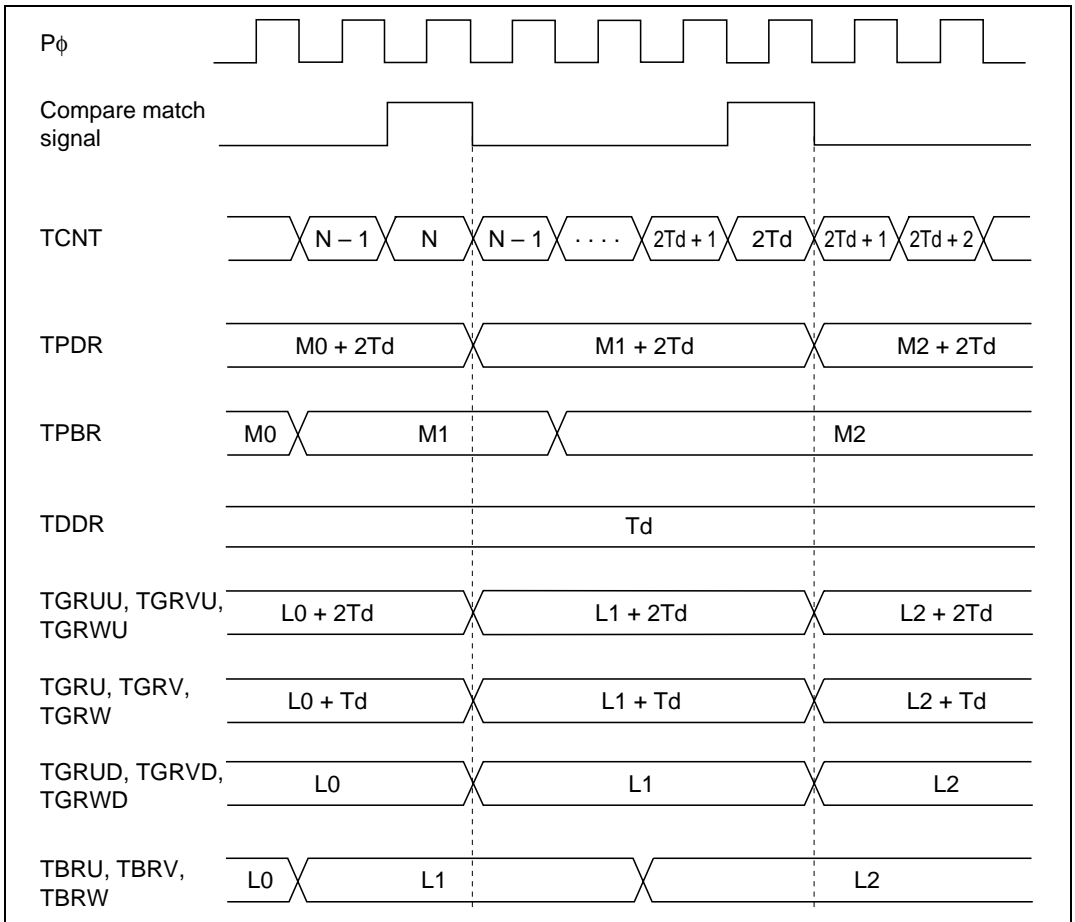 Pϕ
Compare match
signal
TCNT
N – 1 N N – 1 · · · · 2Td + 1 2Td 2Td + 1 2Td + 2
TPDR
M0 + 2Td M1 + 2Td M2 + 2Td
TPBR
M0 M1 M2
TDDR
Td
TGRUU, TGRVU,
TGRWU
L0 + 2Td L1 + 2Td L2 + 2Td
TGRU, TGRV,
TGRW
L0 + Td L1 + Td L2 + Td
TGRUD, TGRVD,
TGRWD
L0 L1 L2
TBRU, TBRV,
TBRW
L0 L1 L2